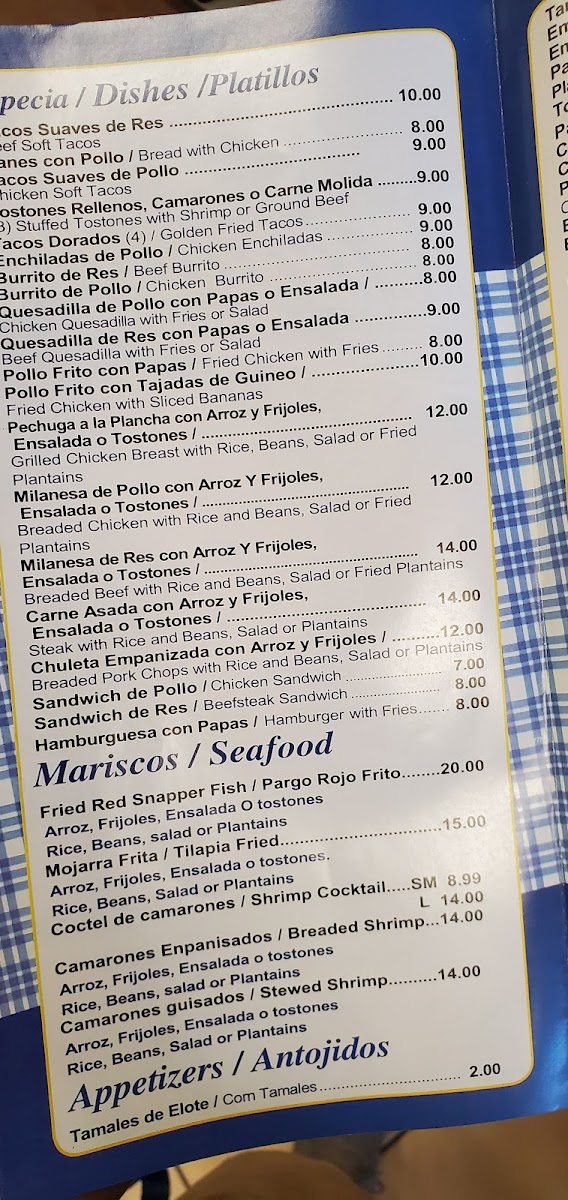 pecia / Dishes /Platillos
cos Suaves de Res ........ 10.00
eef Soft Tacos
anes con Pollo / Bread with Chicken ........ 8.00
acos Suaves de Pollo ........ 9.00
hicken Soft Tacos
ostones Rellenos, Camarones o Carne Molida .........9.00
3) Stuffed Tostones with Shrimp or Ground Beef
Tacos Dorados (4) / Golden Fried Tacos........ 9.00
Enchiladas de Pollo / Chicken Enchiladas ........ 9.00
Burrito de Res / Beef Burrito ........ 8.00
Burrito de Pollo / Chicken Burrito ........ 8.00
Quesadilla de Pollo con Papas o Ensalada / .........8.00
Chicken Quesadilla with Fries or Salad
Quesadilla de Res con Papas o Ensalada ........9.00
Beef Quesadilla with Fries or Salad
Pollo Frito con Papas / Fried Chicken with Fries......... 8.00
Pollo Frito con Tajadas de Guineo / ........10.00
Fried Chicken with Sliced Bananas
Pechuga a la Plancha con Arroz y Frijoles,
Ensalada o Tostones / ........ 12.00
Grilled Chicken Breast with Rice, Beans, Salad or Fried
Plantains
Milanesa de Pollo con Arroz Y Frijoles,
Ensalada o Tostones / ........ 12.00
Breaded Chicken with Rice and Beans, Salad or Fried
Plantains
Milanesa de Res con Arroz Y Frijoles,
Ensalada o Tostones / ........ 14.00
Breaded Beef with Rice and Beans, Salad or Fried Plantains
Carne Asada con Arroz y Frijoles,
Ensalada o Tostones / ........ 14.00
Steak with Rice and Beans, Salad or Plantains
Chuleta Empanizada con Arroz y Frijoles / ..........12.00
Breaded Pork Chops with Rice and Beans, Salad or Plantains
Sandwich de Pollo / Chicken Sandwich ........ 7.00
Sandwich de Res / Beefsteak Sandwich ........ 8.00
Hamburguesa con Papas / Hamburger with Fries....... 8.00
Mariscos / Seafood
Fried Red Snapper Fish / Pargo Rojo Frito........20.00
Arroz, Frijoles, Ensalada O tostones
Rice, Beans, salad or Plantains
Mojarra Frita / Tilapia Fried........15.00
Arroz, Frijoles, Ensalada o tostones.
Rice, Beans, Salad or Plantains
Coctel de camarones / Shrimp Cocktail.....SM 8.99
L 14.00
Camarones Enpanisados / Breaded Shrimp...14.00
Arroz, Frijoles, Ensalada o tostones
Rice, Beans, salad or Plantains
Camarones guisados / Stewed Shrimp..........14.00
Arroz, Frijoles, Ensalada o tostones
Rice, Beans, Salad or Plantains
Appetizers / Antojidos
Tamales de Elote / Corn Tamales........ 2.00